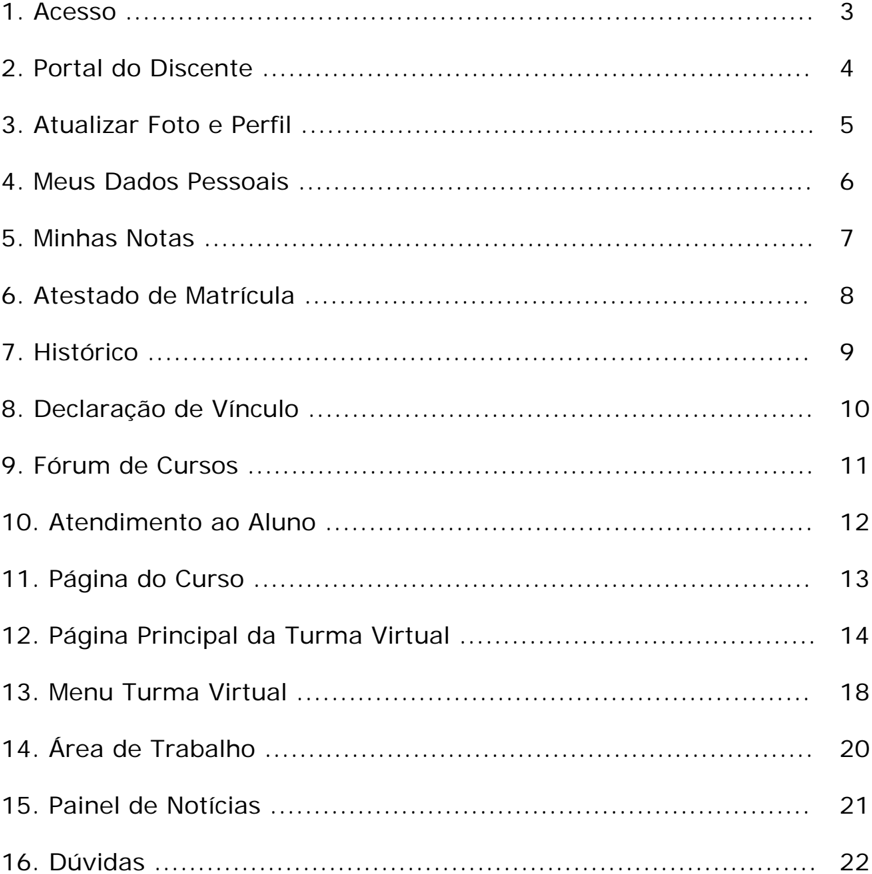 1. Acesso ........................................................................... 3
2. Portal do Discente ............................................................ 4
3. Atualizar Foto e Perfil ........................................................ 5
4. Meus Dados Pessoais ........................................................ 6
5. Minhas Notas ................................................................... 7
6. Atestado de Matrícula ....................................................... 8
7. Histórico ......................................................................... 9
8. Declaração de Vínculo ....................................................... 10
9. Fórum de Cursos .............................................................. 11
10. Atendimento ao Aluno ..................................................... 12
11. Página do Curso ............................................................. 13
12. Página Principal da Turma Virtual ...................................... 14
13. Menu Turma Virtual ........................................................ 18
14. Área de Trabalho ............................................................ 20
15. Painel de Notícias ........................................................... 21
16. Dúvidas ........................................................................ 22